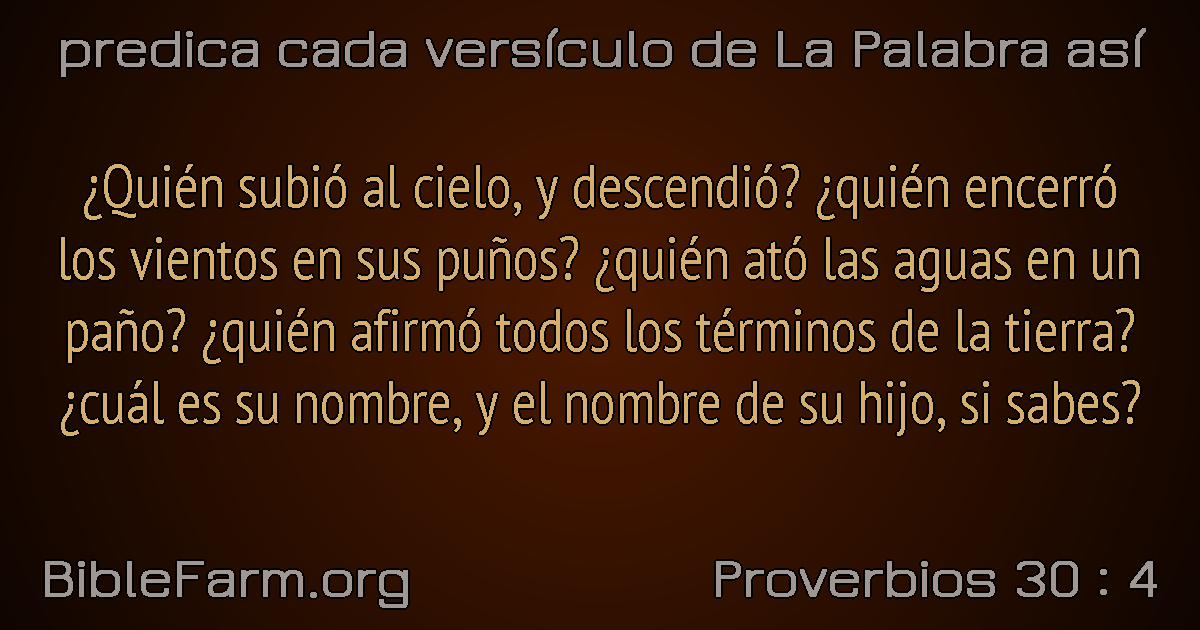 predica cada versículo de La Palabra así
¿Quién subió al cielo, y descendió? ¿quién encerró
los vientos en sus puños? ¿quién ató las aguas en un
paño? ¿quién afirmó todos los términos de la tierra?
¿cuál es su nombre, y el nombre de su hijo, si sabes?
BibleFarm.org
Proverbios 30 : 4